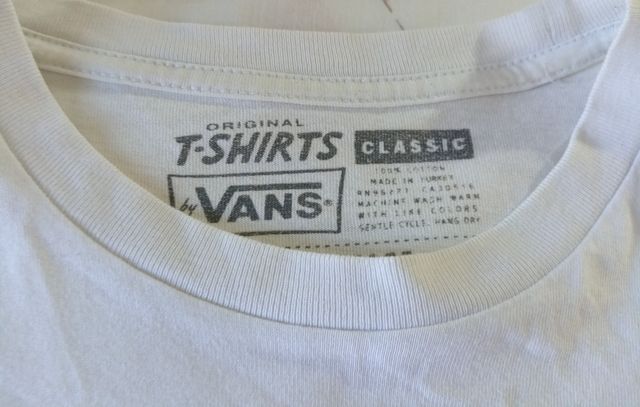 ORIGINAL
T-SHIRTS
by VANS®
CLASSIC
100% COTTON
MADE IN TURKEY
MACHINE WASH WARM
WITH LIKE COLORS
GENTLE CYCLE, HANG DRY